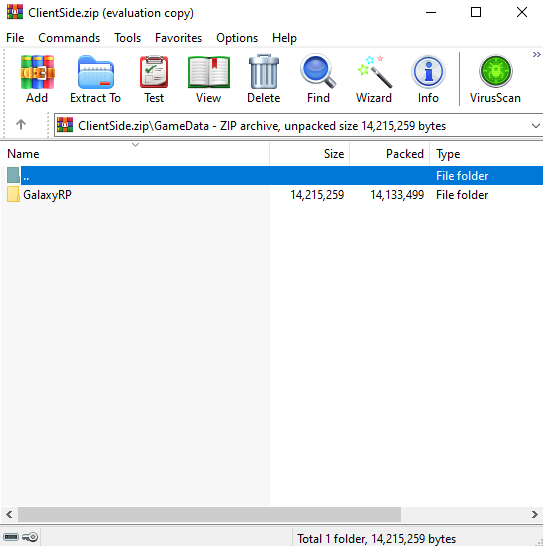 ClientSide.zip (evaluation copy)
File Commands Tools Favorites Options Help
Add Extract To Test View Delete Find Wizard Info VirusScan
ClientSide.zip\GameData - ZIP archive, unpacked size 14,215,259 bytes
Name Size Packed Type
.. File folder
GalaxyRP 14,215,259 14,133,499 File folder
Total 1 folder, 14,215,259 bytes